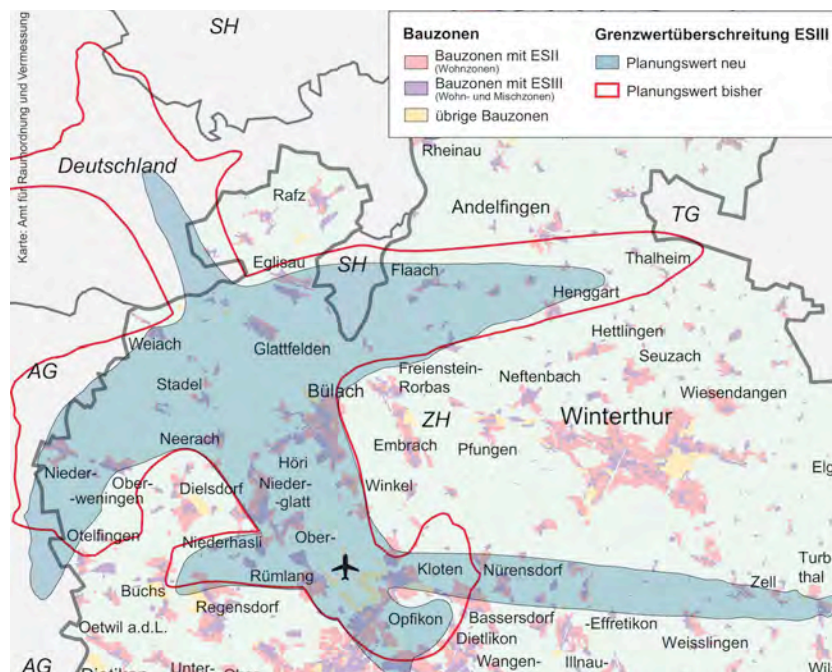 Karte: Amt für Raumordnung und Vermessung
Bauzonen
Bauzonen mit ESII
(Wohnzonen)
Bauzonen mit ESIII
(Wohn- und Mischzonen)
übrige Bauzonen
Grenzwertüberschreitung ESIII
Planungswert neu
Planungswert bisher
SH
Deutschland
Rheinau
Rafz
Andelfingen
TG
Eglisau
SH
Flaach
Thalheim
Henggart
Weiach
Glattfelden
Hettlingen
Seuzach
AG
Stadel
Freienstein-
Rorbas
Neftenbach
Wiesendangen
Bülach
ZH
Winterthur
Neerach
Embrach
Pfungen
Nieder-
-weningen
Ober-
Höri
Nieder-
-glatt
Dielsdorf
Winkel
Elg
Otelfingen
Niederhasli
Ober-
Kloten
Nürensdorf
Turb
thal
Zell
Rümlang
Buchs
Regensdorf
Opfikon
Bassersdorf
-Effretikon
Oetwil a.d.L.
Dietlikon
Weisslingen
AG
Dietikon
Unter-
Wangen-
Illnau-